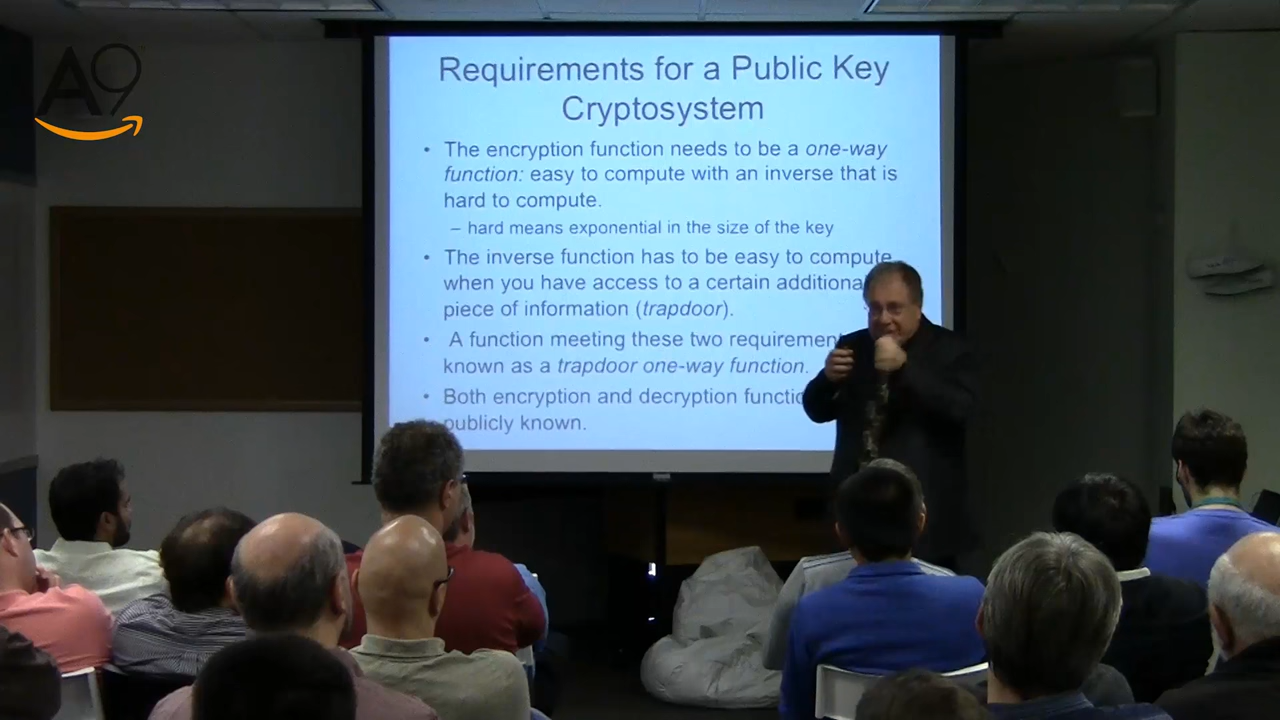 A9
Requirements for a Public Key
Cryptosystem
• The encryption function needs to be a one-way
function: easy to compute with an inverse that is
hard to compute.
– hard means exponential in the size of the key
• The inverse function has to be easy to compute
when you have access to a certain additiona
piece of information (trapdoor).
• A function meeting these two requirement
known as a trapdoor one-way function.
• Both encryption and decryption functio
publicly known.